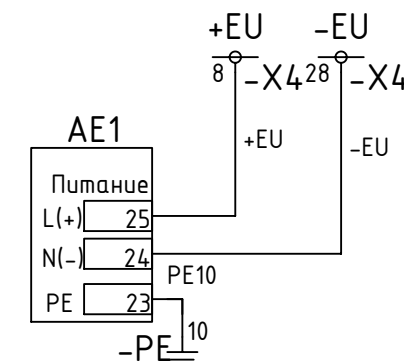 +EU -EU
8 -X4 28 -X4
+EU
-EU
AE1
Питание
L(+) 25
N(-) 24
PE10
PE 23
10
-PE